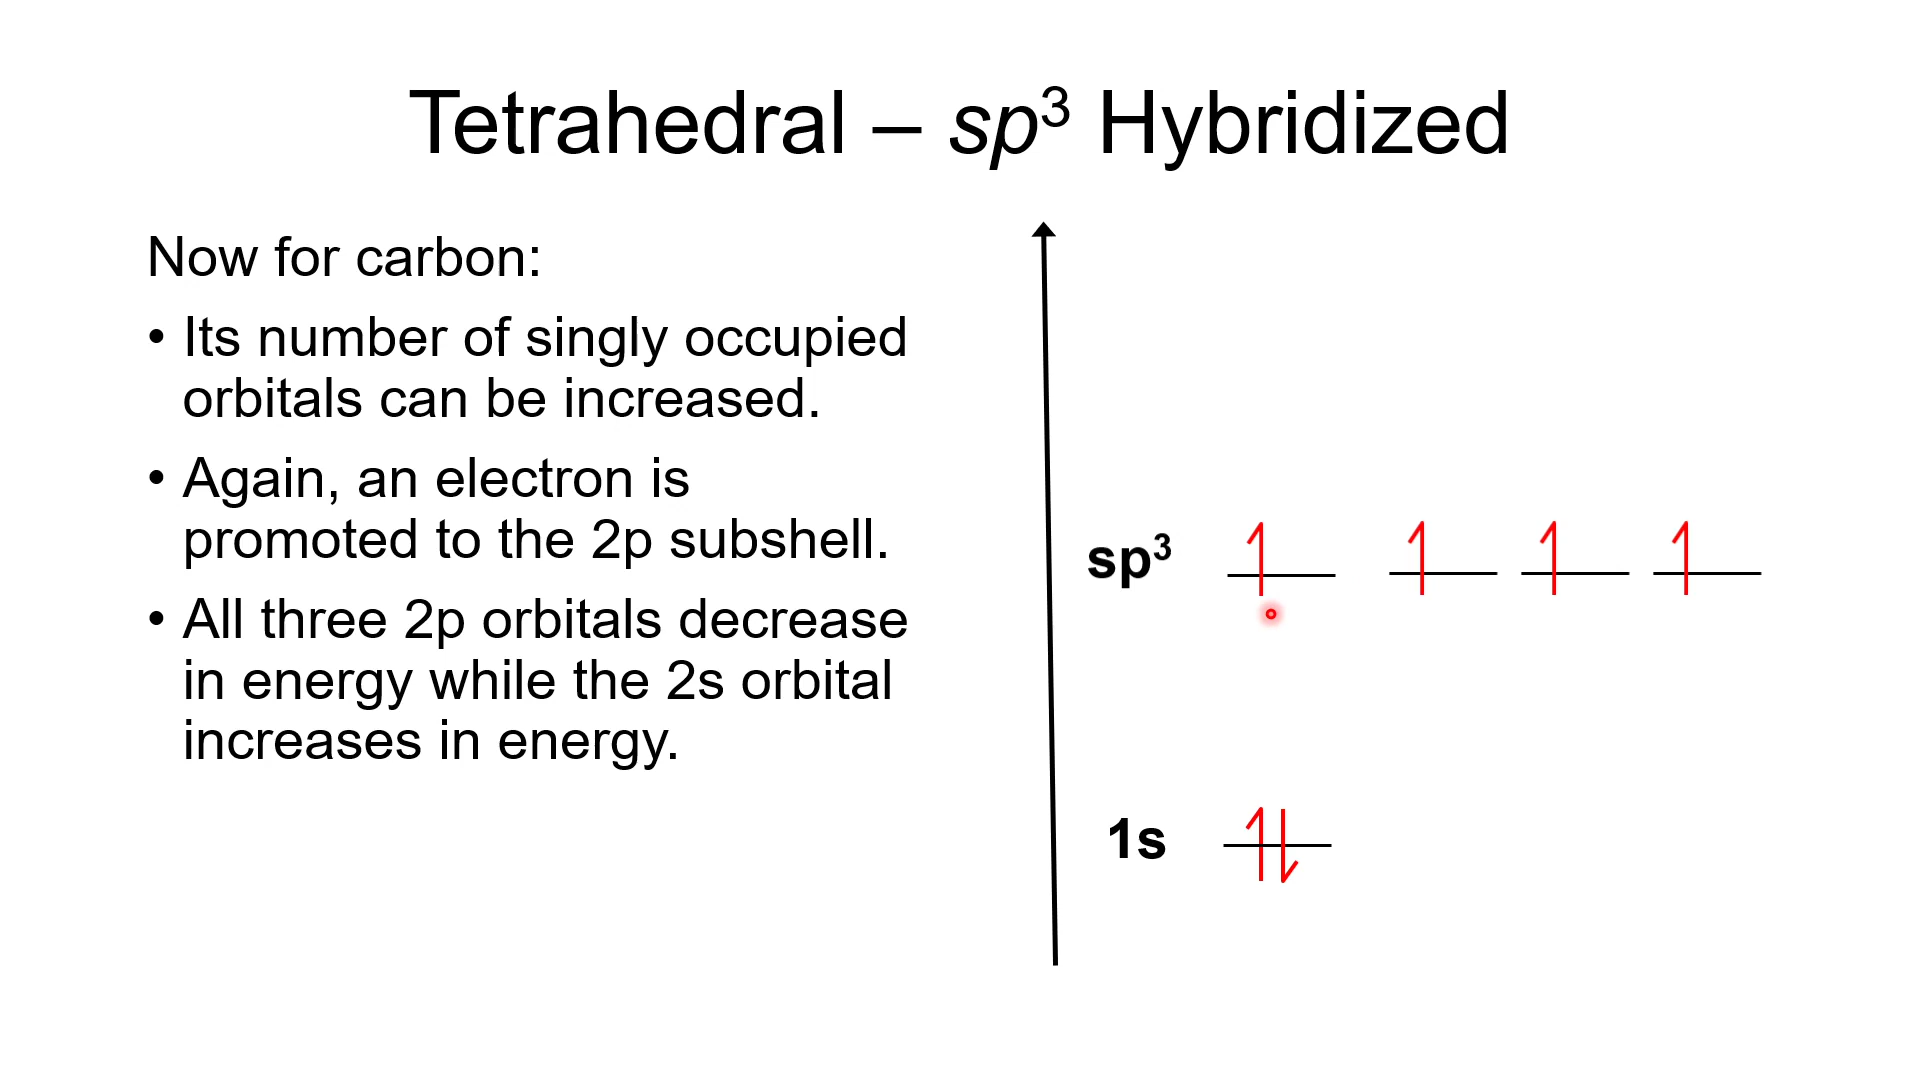 Tetrahedral – sp³ Hybridized
Now for carbon:
• Its number of singly occupied
orbitals can be increased.
• Again, an electron is
promoted to the 2p subshell.
• All three 2p orbitals decrease
in energy while the 2s orbital
increases in energy.
sp³
1s